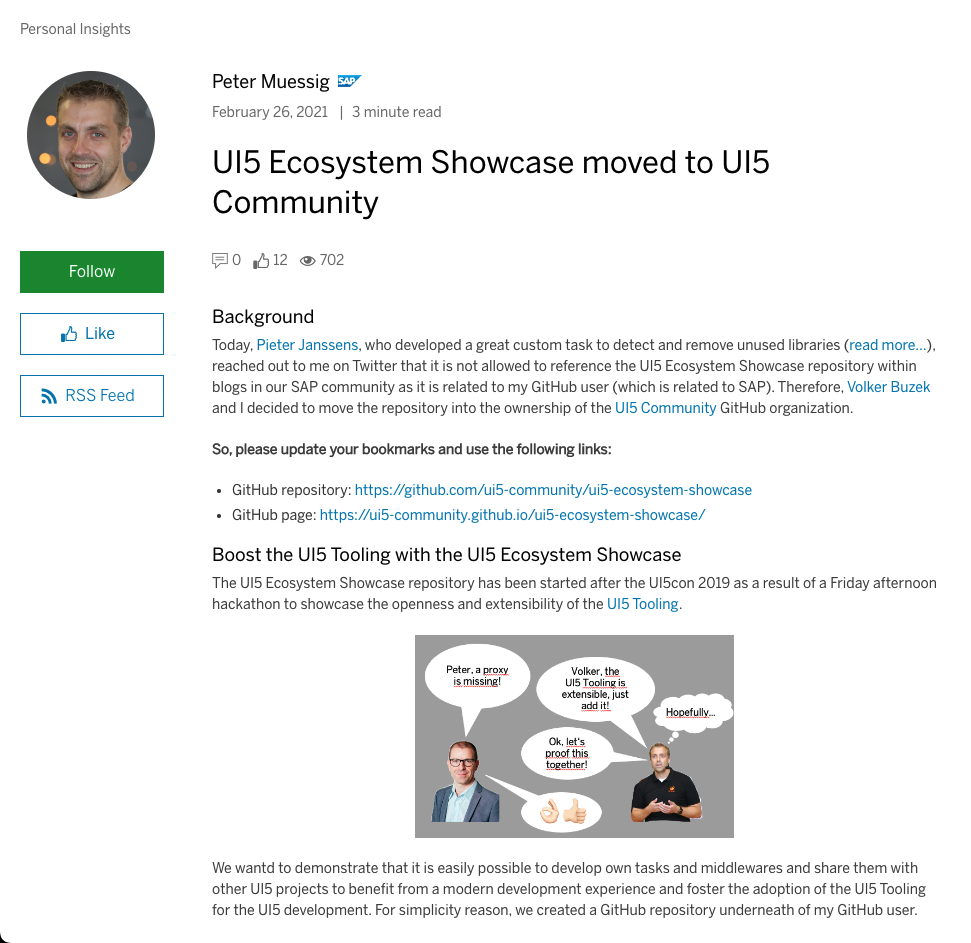 Personal Insights
Peter Muessig SAP
February 26, 2021 | 3 minute read
UI5 Ecosystem Showcase moved to UI5
Community
0 12 702
Follow
Like
RSS Feed
Background
Today, Pieter Janssens, who developed a great custom task to detect and remove unused libraries (read more...),
reached out to me on Twitter that it is not allowed to reference the UI5 Ecosystem Showcase repository within
blogs in our SAP community as it is related to my GitHub user (which is related to SAP). Therefore, Volker Buzek
and I decided to move the repository into the ownership of the UI5 Community GitHub organization.
So, please update your bookmarks and use the following links:
• GitHub repository: https://github.com/ui5-community/ui5-ecosystem-showcase
• GitHub page: https://ui5-community.github.io/ui5-ecosystem-showcase/
Boost the UI5 Tooling with the UI5 Ecosystem Showcase
The UI5 Ecosystem Showcase repository has been started after the UI5con 2019 as a result of a Friday afternoon
hackathon to showcase the openness and extensibility of the UI5 Tooling.
Peter, a proxy
is missing!
Volker, the
UI5 Tooling is
extensible, just
add it!
Hopefully...
Ok, let's
proof this
together!
We wantd to demonstrate that it is easily possible to develop own tasks and middlewares and share them with
other UI5 projects to benefit from a modern development experience and foster the adoption of the UI5 Tooling
for the UI5 development. For simplicity reason, we created a GitHub repository underneath of my GitHub user.